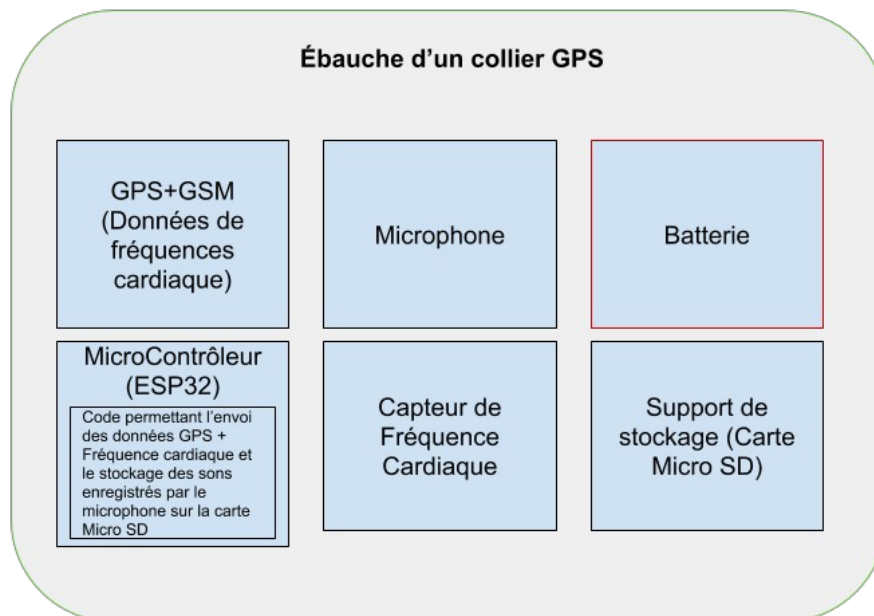 Ébauche d’un collier GPS
GPS+GSM
(Données de
fréquences
cardiaque)
Microphone
Batterie
MicroContrôleur
(ESP32)
Code permettant l’envoi
des données GPS +
Fréquence cardiaque et
le stockage des sons
enregistrés par le
microphone sur la carte
Micro SD
Capteur de
Fréquence
Cardiaque
Support de
stockage (Carte
Micro SD)